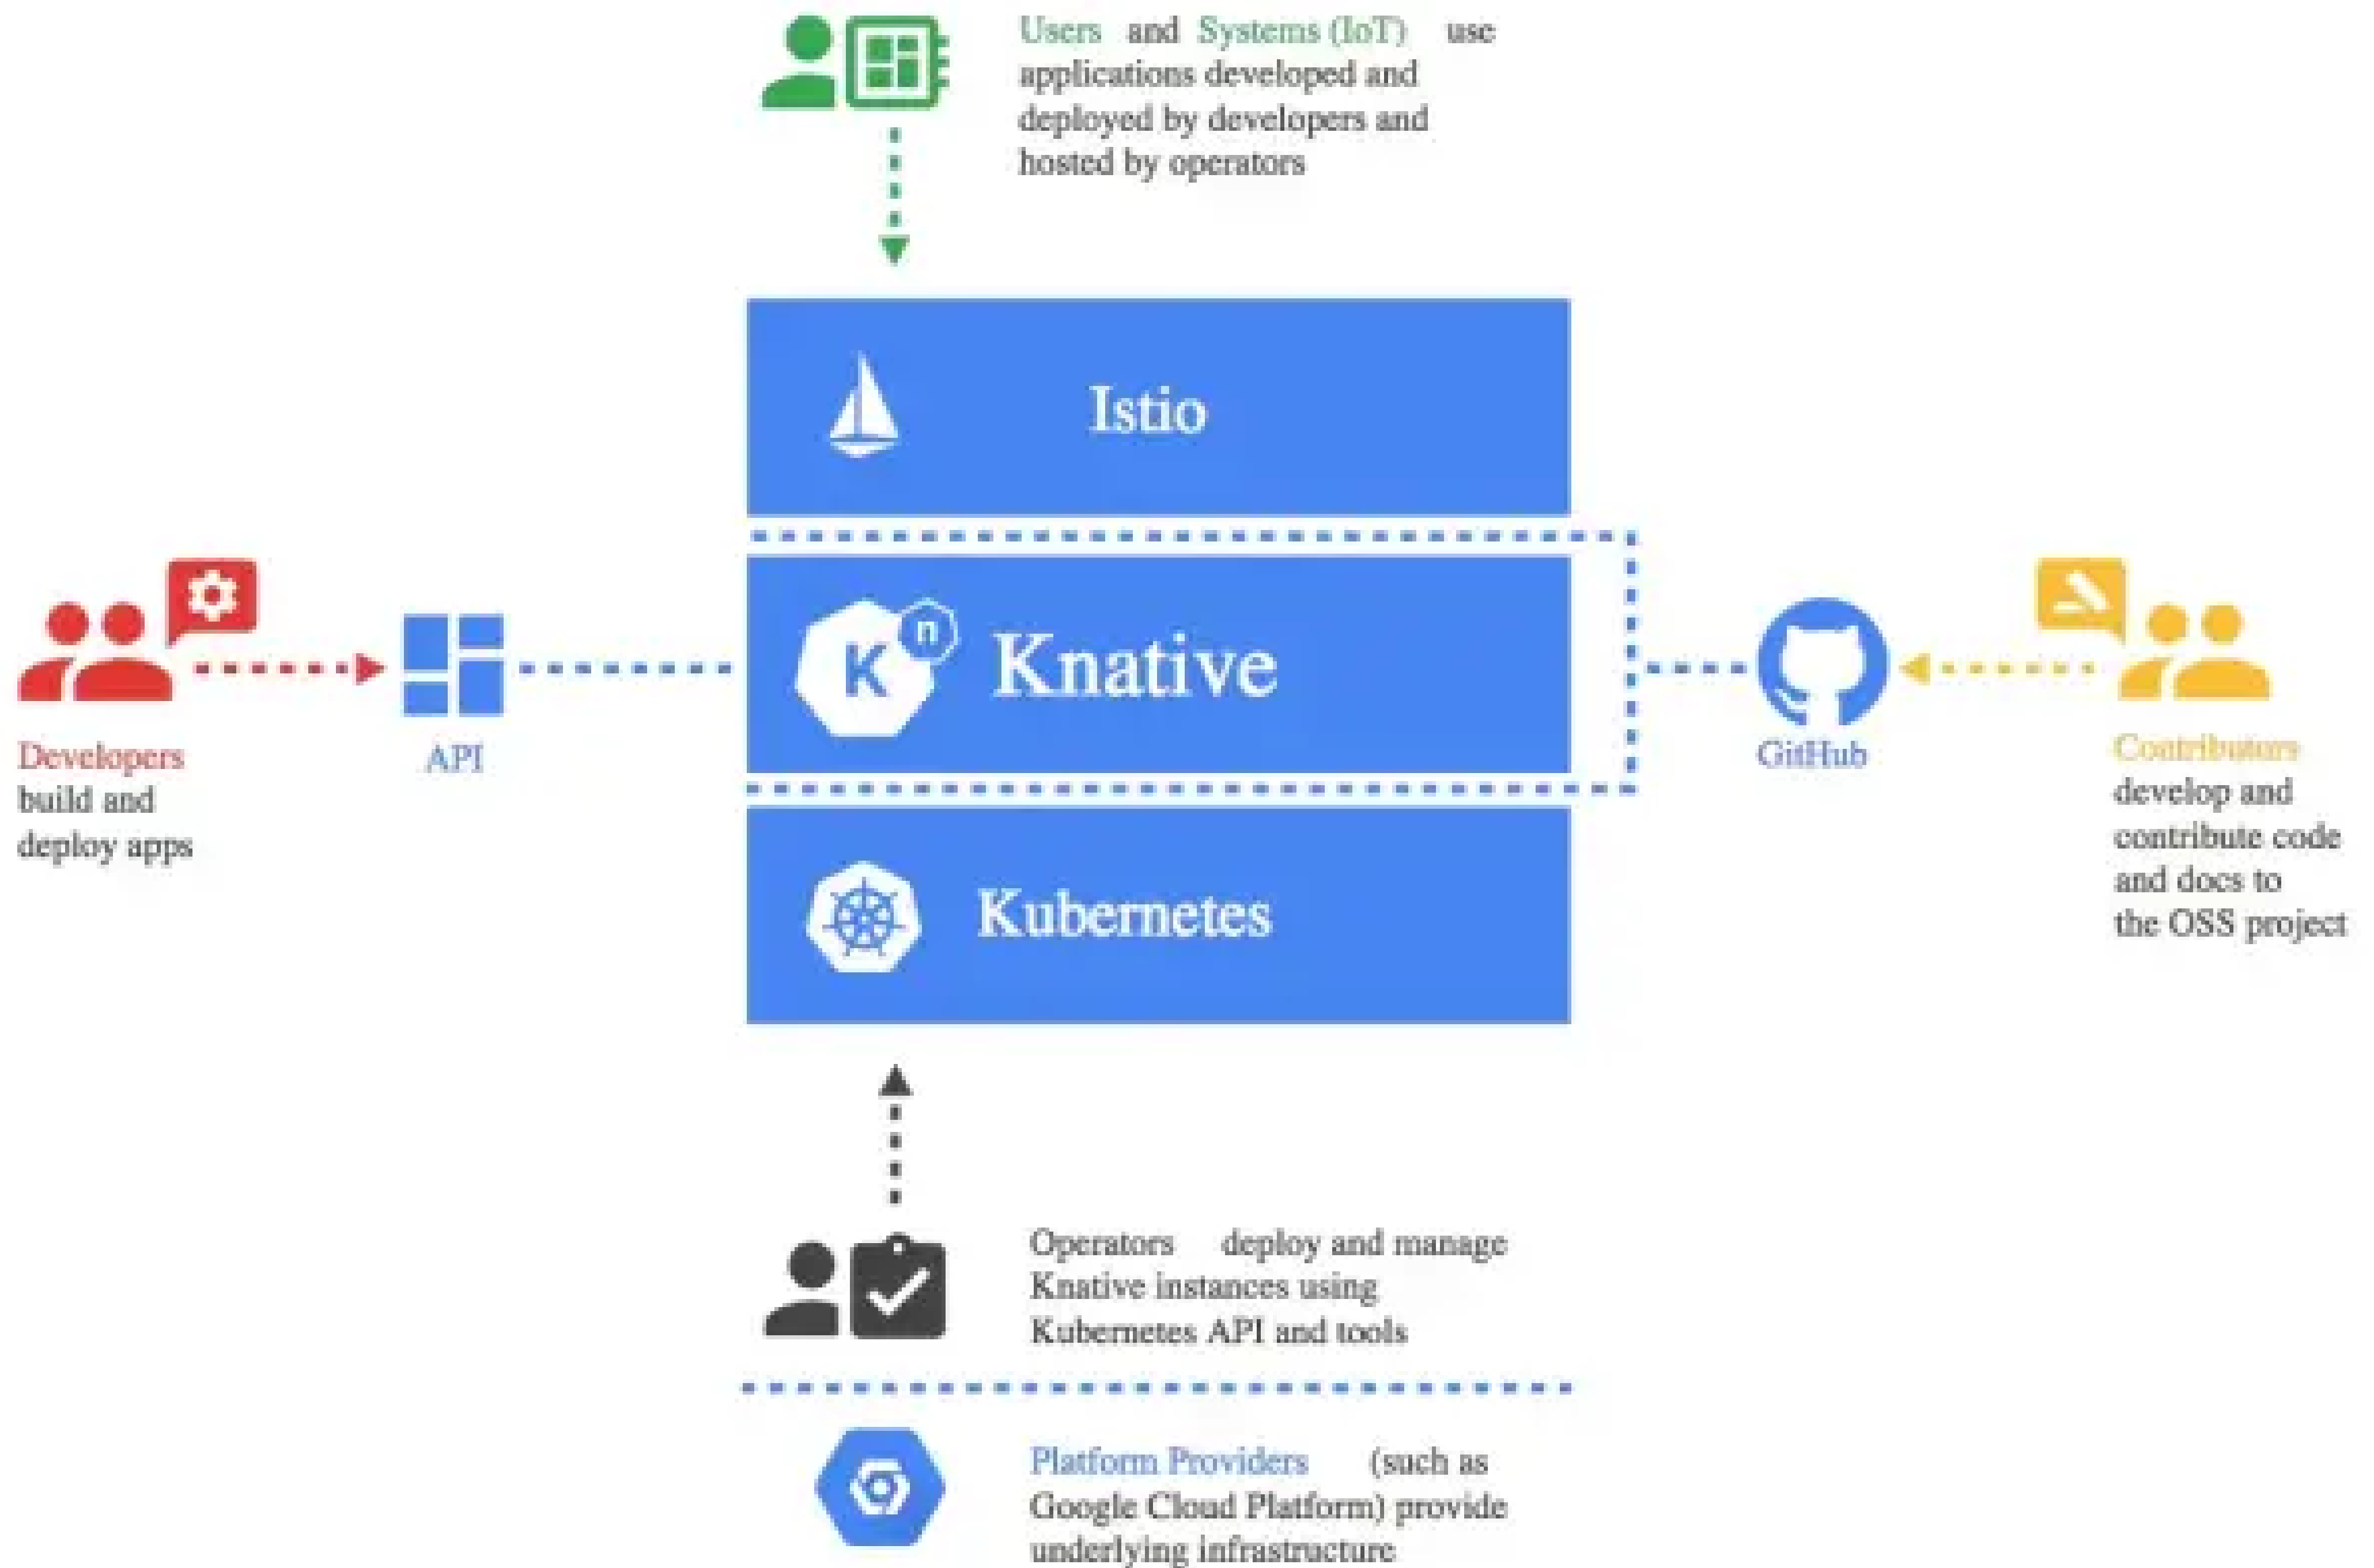 Users and Systems (IoT) use
applications developed and
deployed by developers and
hosted by operators
Istio
K n Knative
Kubernetes
Developers
build and
deploy apps
API
GitHub
Contributors
develop and
contribute code
and docs to
the OSS project
Operators deploy and manage
Knative instances using
Kubernetes API and tools
Platform Providers (such as
Google Cloud Platform) provide
underlying infrastructure